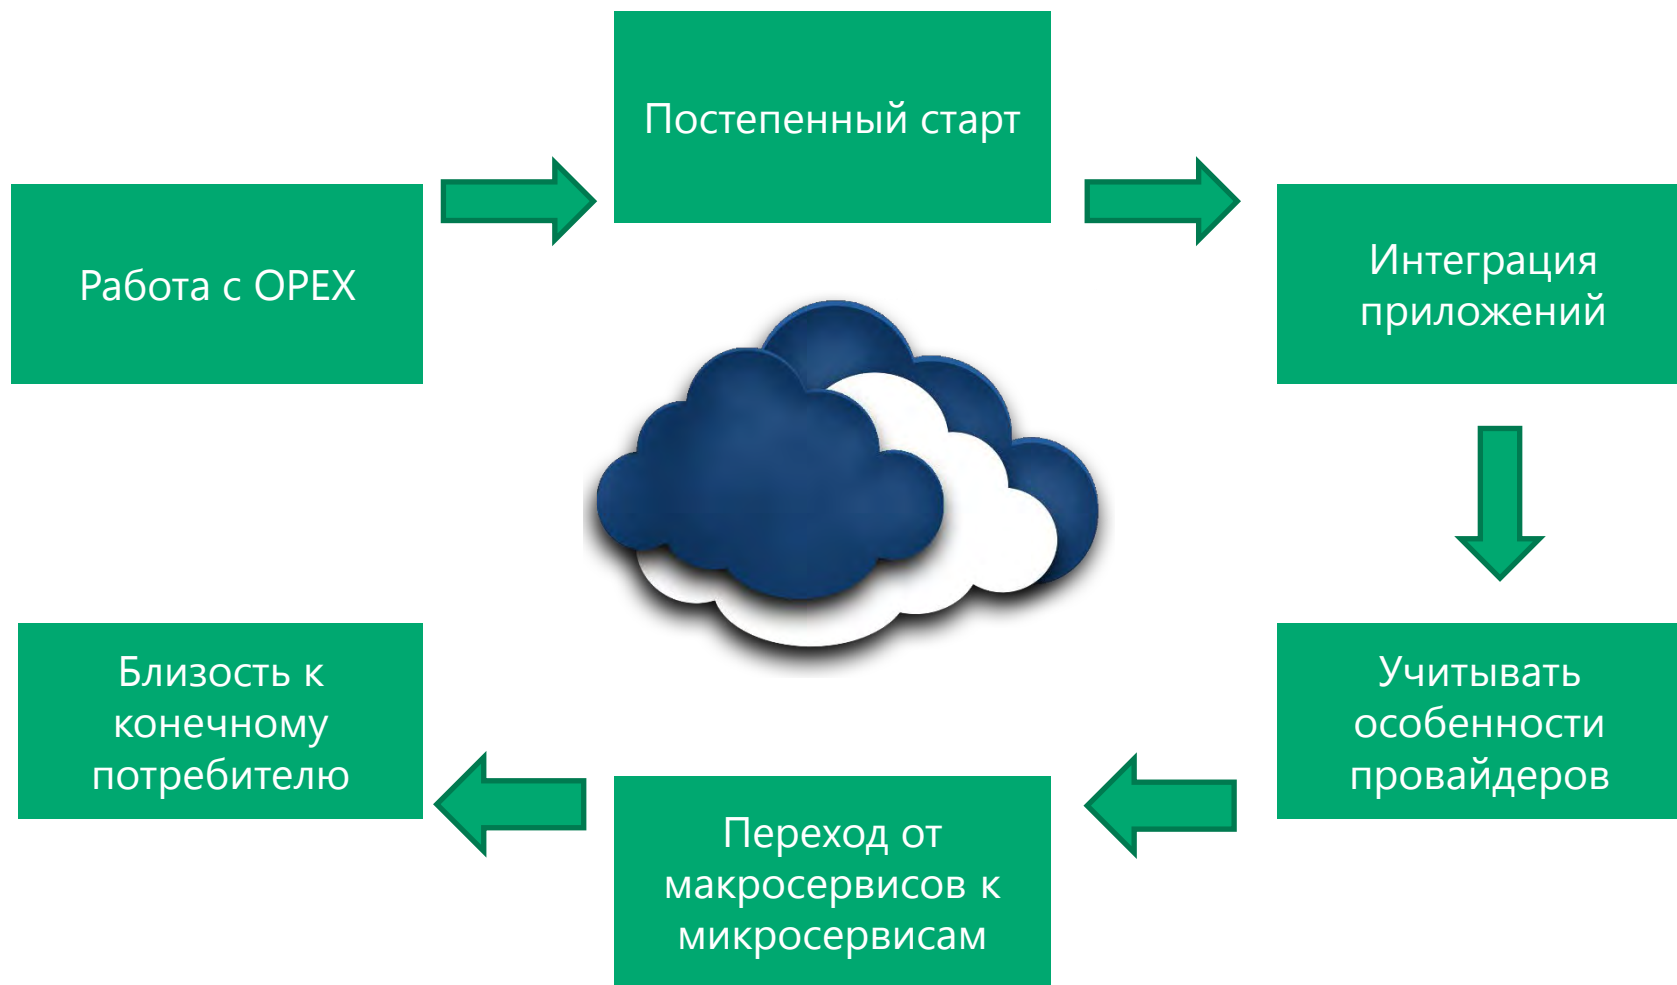 Работа с OPEX
Постепенный старт
Интеграция
приложений
Учитывать
особенности
провайдеров
Переход от
макросервисов к
микросервисам
Близость к
конечному
потребителю